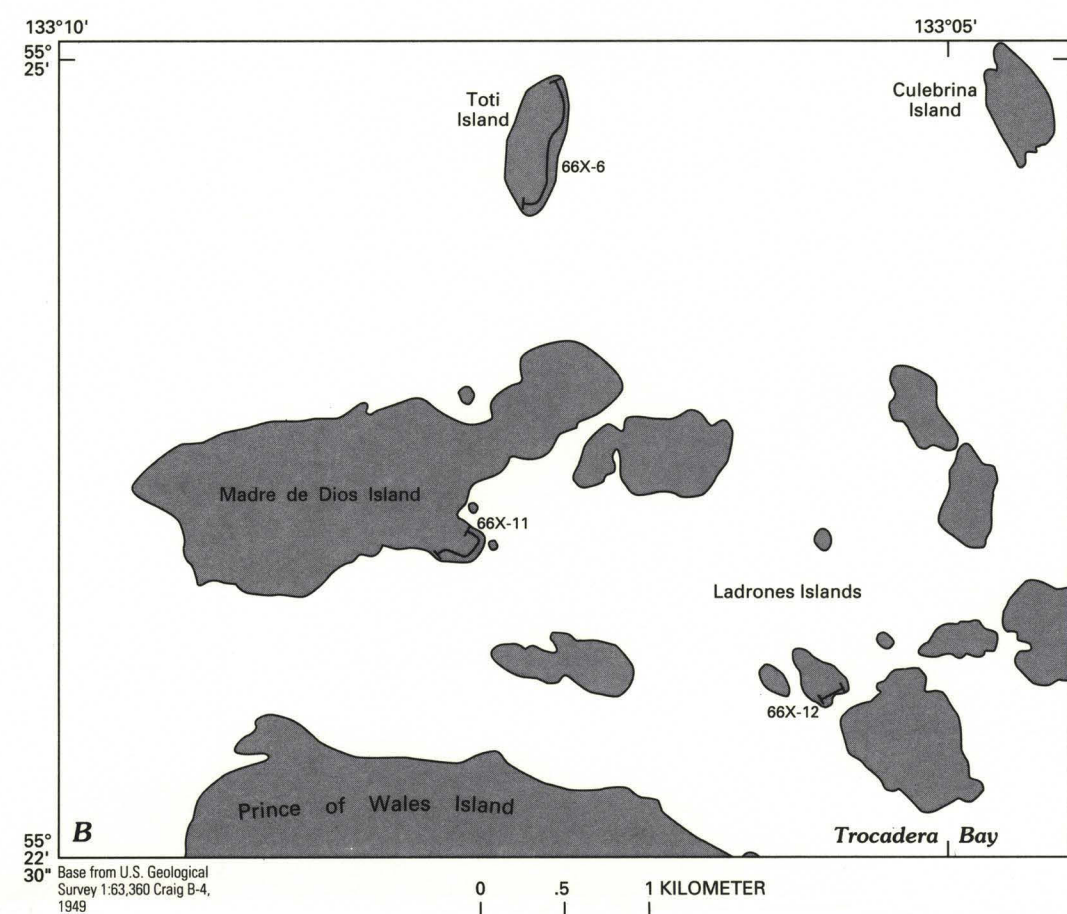 133°10'
133°05'
55°
25'
Toti
Island
Culebrina
Island
66X-6
Madre de Dios Island
66X-11
Ladrones Islands
66X-12
Prince of Wales Island
B
Trocadera Bay
55°
22'
30"
Base from U.S. Geological
Survey 1:63,360 Craig B-4,
1949
0 .5 1 KILOMETER